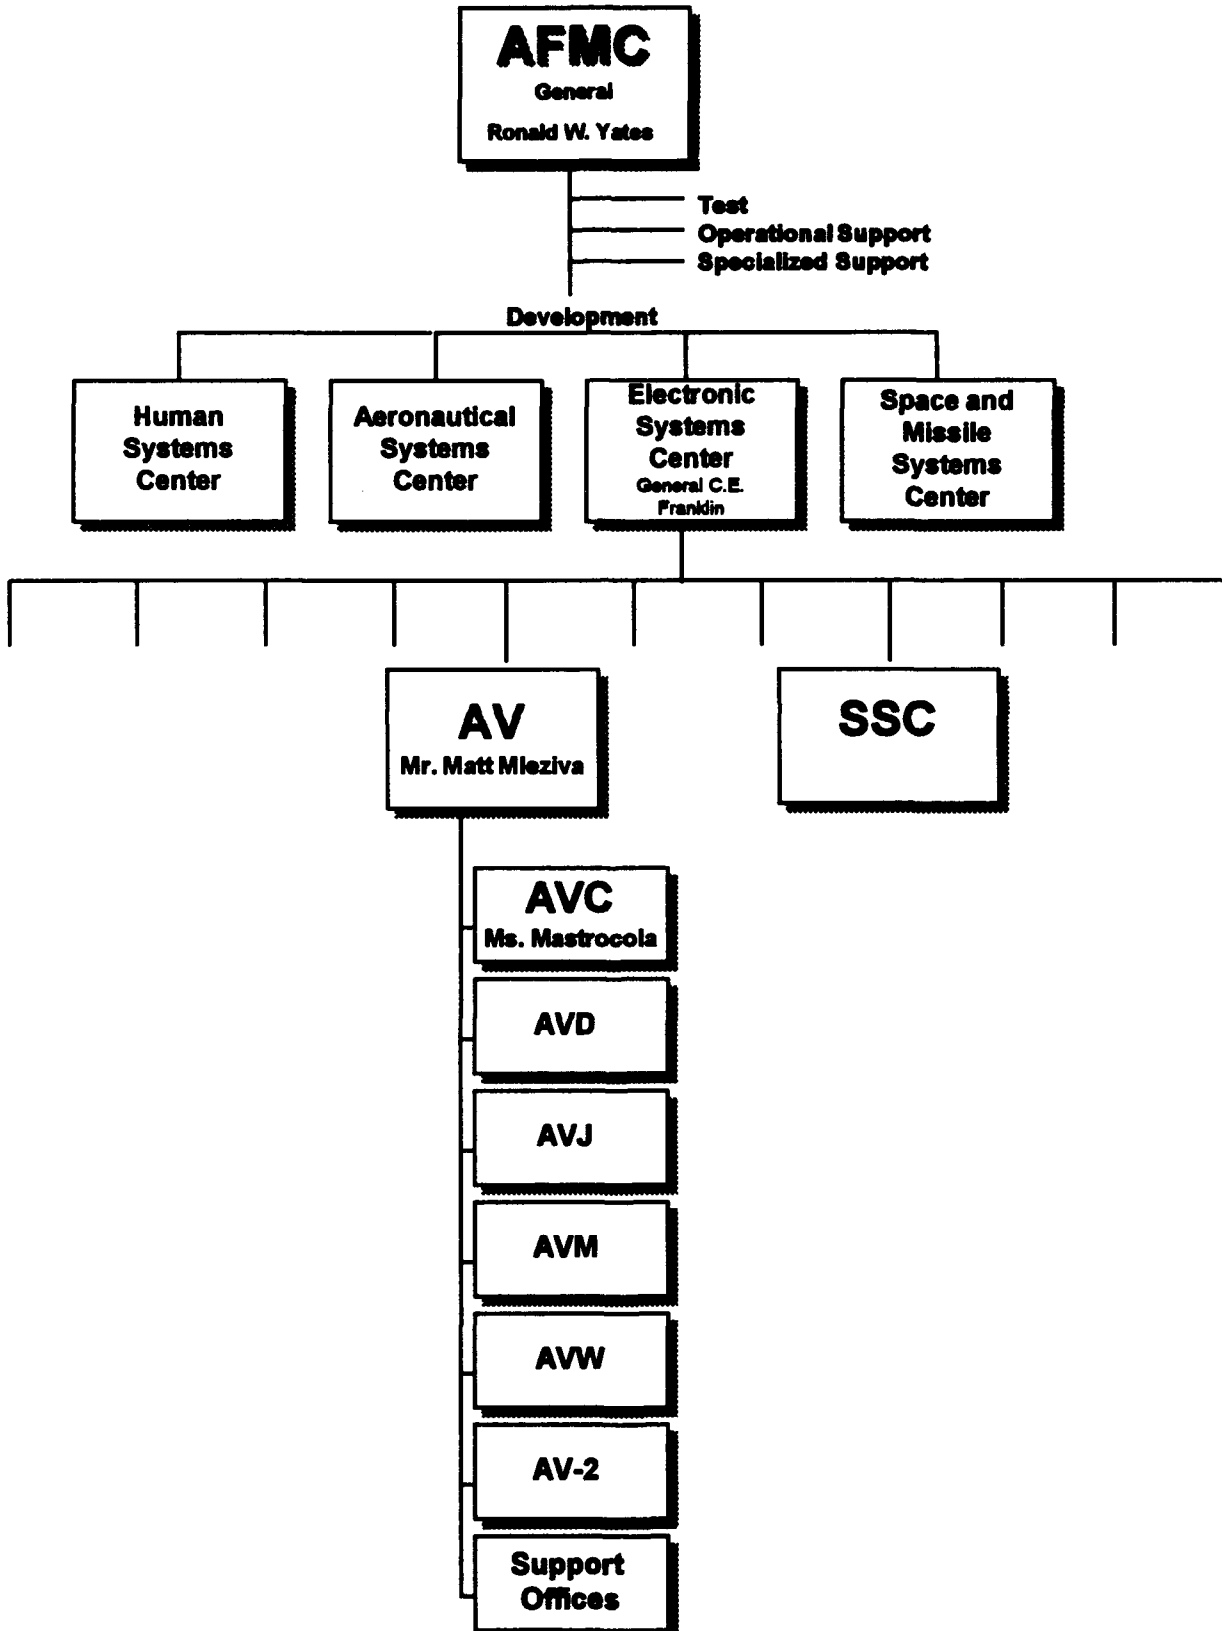 AFMC
General
Ronald W. Yates
Test
Operational Support
Specialized Support
Development
Human
Systems
Center
Aeronautical
Systems
Center
Electronic
Systems
Center
General C.E.
Franklin
Space and
Missile
Systems
Center
AV
Mr. Matt Mleziva
SSC
AVC
Ms. Mastrocola
AVD
AVJ
AVM
AVW
AV-2
Support
Offices